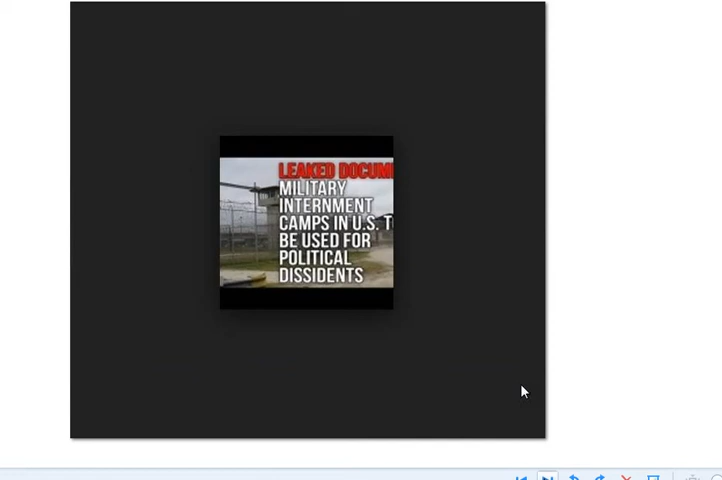 LEAKED DOCUM
MILITARY
INTERNMENT
CAMPS IN U.S. T
BE USED FOR
POLITICAL
DISSIDENTS